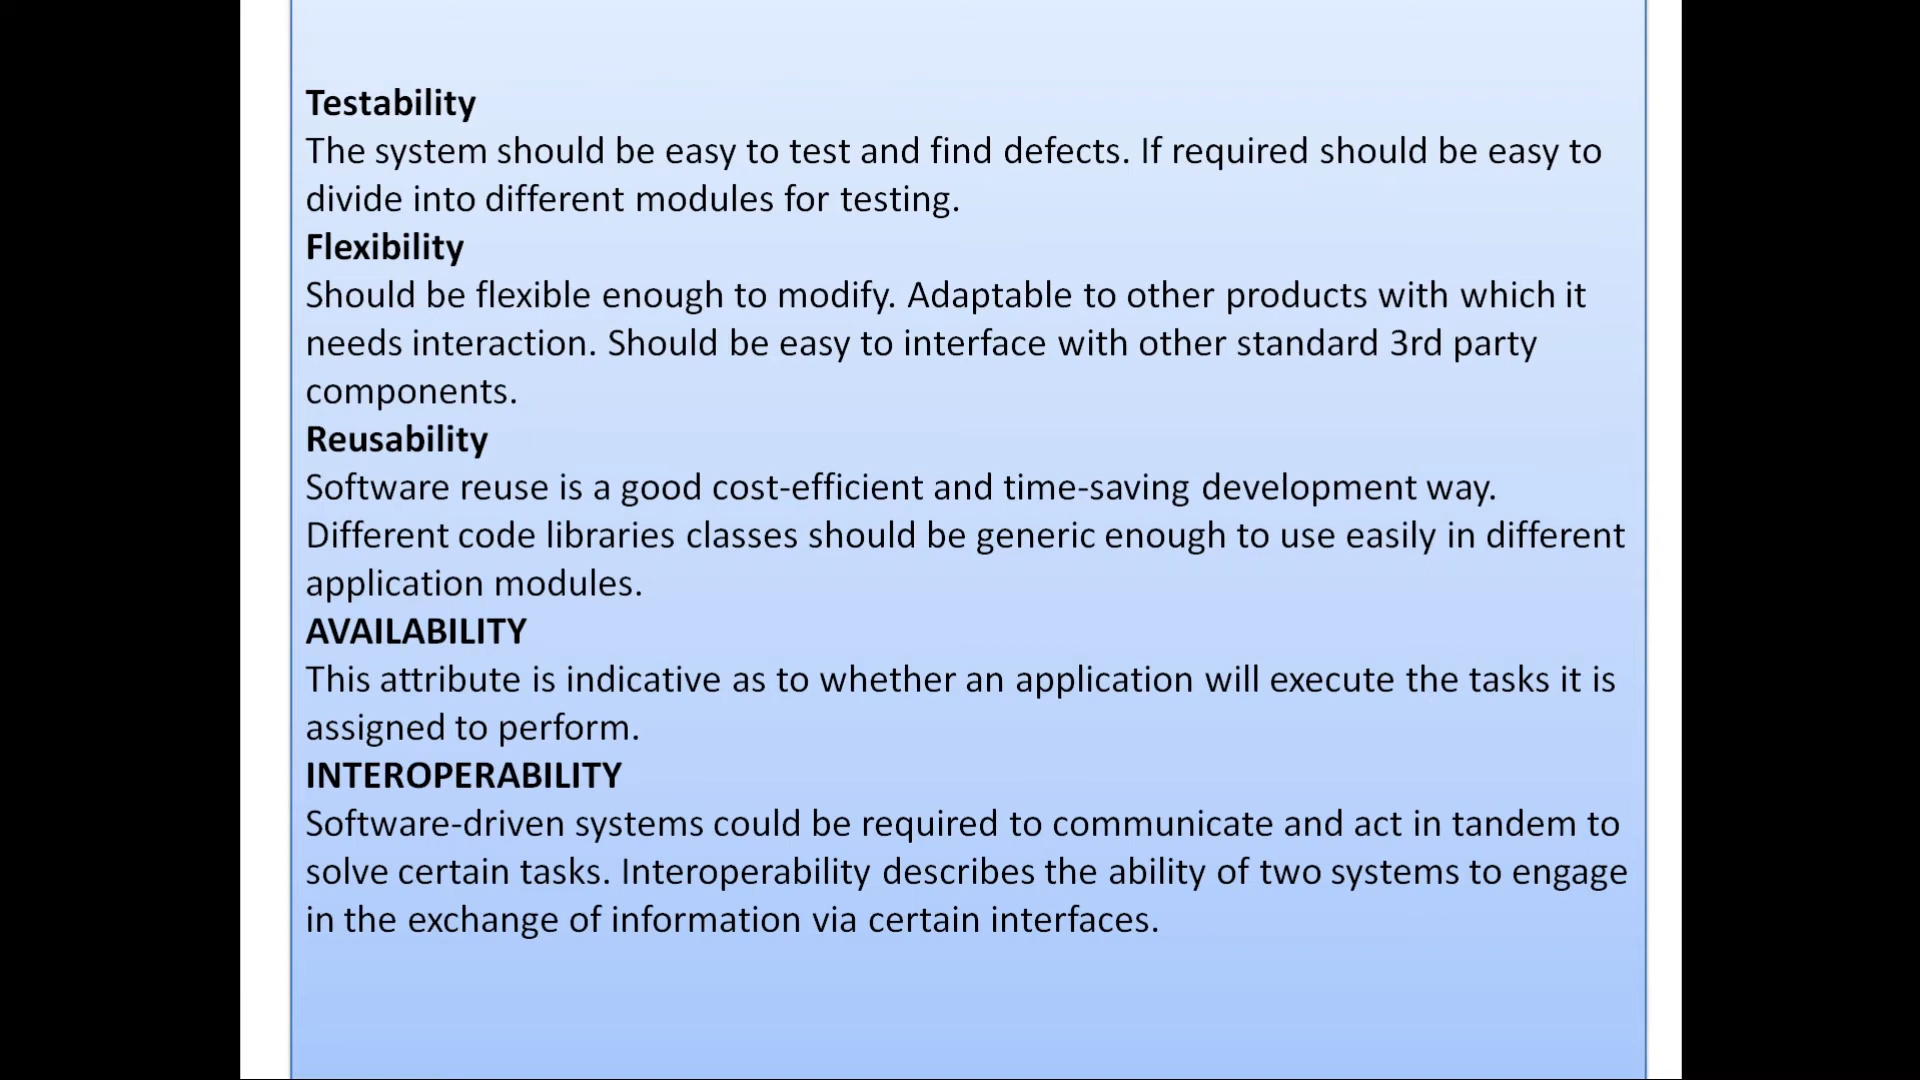 Testability
The system should be easy to test and find defects. If required should be easy to
divide into different modules for testing.
Flexibility
Should be flexible enough to modify. Adaptable to other products with which it
needs interaction. Should be easy to interface with other standard 3rd party
components.
Reusability
Software reuse is a good cost-efficient and time-saving development way.
Different code libraries classes should be generic enough to use easily in different
application modules.
AVAILABILITY
This attribute is indicative as to whether an application will execute the tasks it is
assigned to perform.
INTEROPERABILITY
Software-driven systems could be required to communicate and act in tandem to
solve certain tasks. Interoperability describes the ability of two systems to engage
in the exchange of information via certain interfaces.